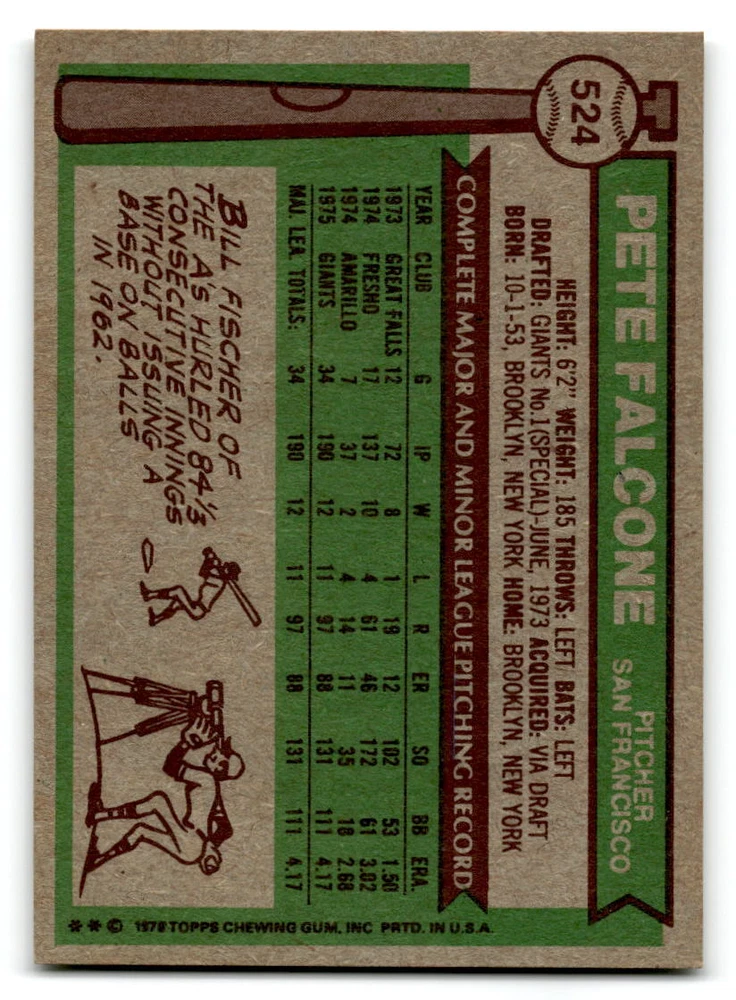 524
PETE FALCONE
PITCHER
SAN FRANCISCO
HEIGHT: 6'2" WEIGHT: 185 THROWS: LEFT BATS: LEFT
DRAFTED: GIANTS No.1(SPECIAL)-JUNE, 1973 ACQUIRED: VIA DRAFT
BORN: 10-1-53, BROOKLYN, NEW YORK HOME: BROOKLYN, NEW YORK
COMPLETE MAJOR AND MINOR LEAGUE PITCHING RECORD
YEAR CLUB G IP W L R ER SO BB ERA.
1973 GREAT FALLS 12 72 8 1 19 12 102 53 1.50
1974 FRESNO 17 137 10 4 61 46 172 61 3.02
1974 AMARILLO 7 37 2 4 14 11 35 18 2.68
1975 GIANTS 34 190 12 11 97 88 131 111 4.17
MAJ. LEA. TOTALS: 34 190 12 11 97 88 131 111 4.17
BILL FISCHER OF
THE A'S HURLED 84⅓
CONSECUTIVE INNINGS
WITHOUT ISSUING A
BASE ON BALLS
IN 1962.
** © 1976 TOPPS CHEWING GUM, INC PRTD. IN U.S.A.